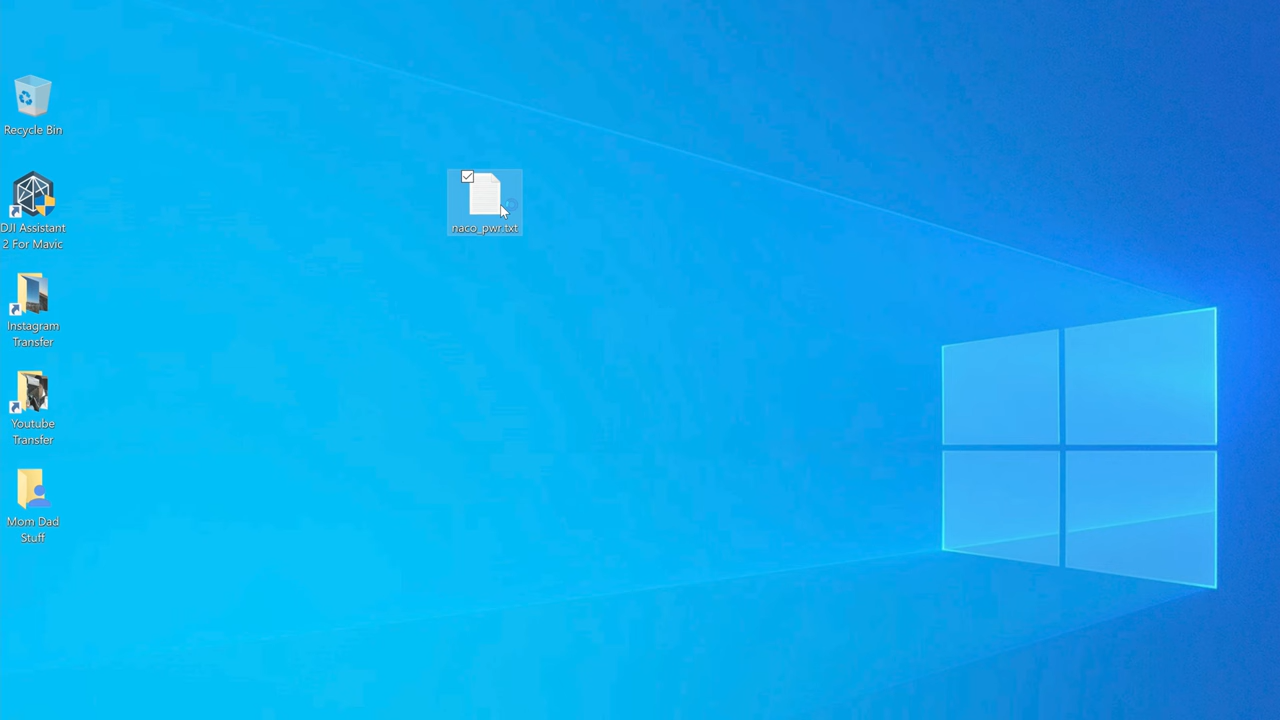 Recycle Bin
DJI Assistant
2 For Mavic
Instagram
Transfer
Youtube
Transfer
Mom Dad
Stuff
naco_pwr.txt